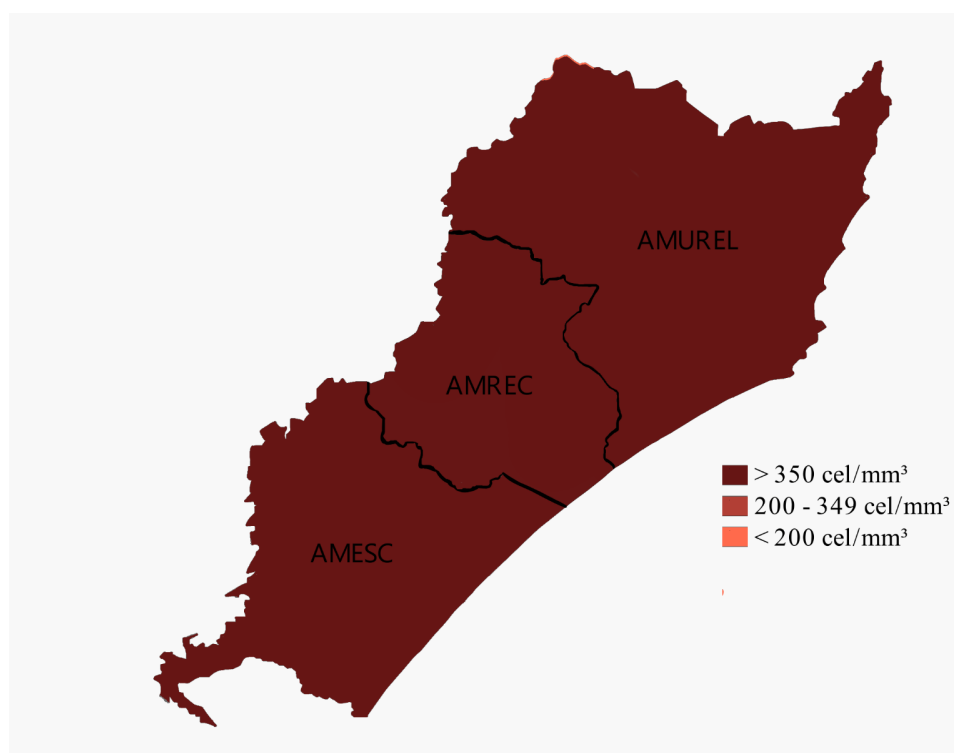 AMUREL
AMREC
AMESC
> 350 cel/mm³
200 - 349 cel/mm³
< 200 cel/mm³